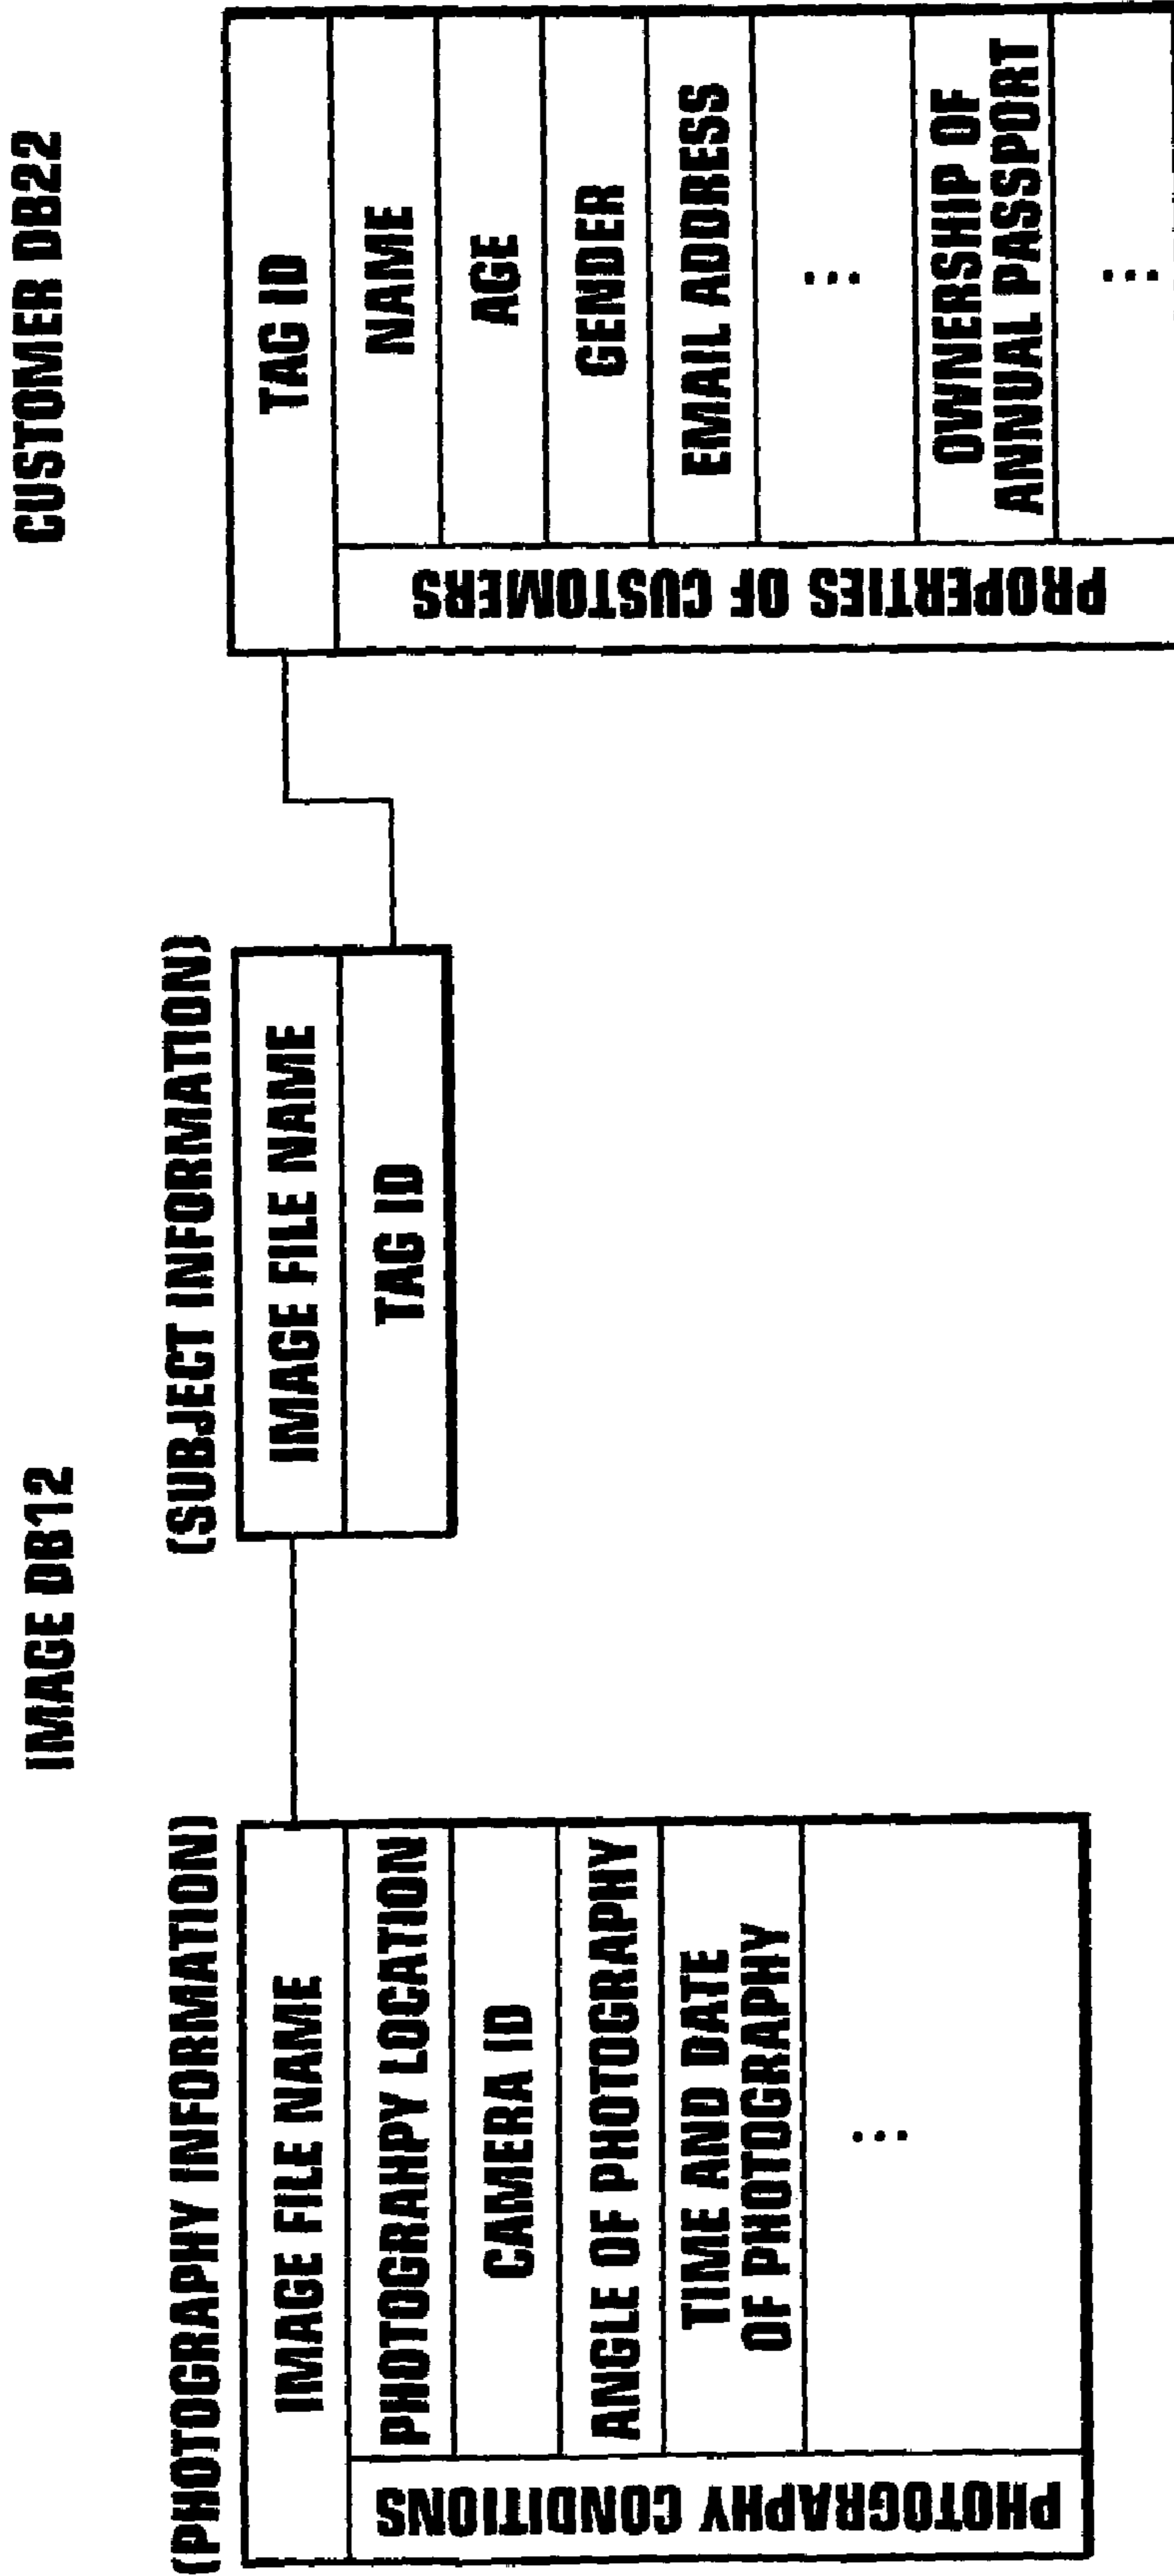 IMAGE DB12
(PHOTOGRAPHY INFORMATION)
IMAGE FILE NAME
PHOTOGRAHPY LOCATION
CAMERA ID
ANGLE OF PHOTOGRAPHY
TIME AND DATE
OF PHOTOGRAPHY
...
PHOTOGRAPHY CONDITIONS
(SUBJECT INFORMATION)
IMAGE FILE NAME
TAG ID
CUSTOMER DB22
TAG ID
NAME
AGE
GENDER
EMAIL ADDRESS
...
OWNERSHIP OF
ANNUAL PASSPORT
...
PROPERTIES OF CUSTOMERS